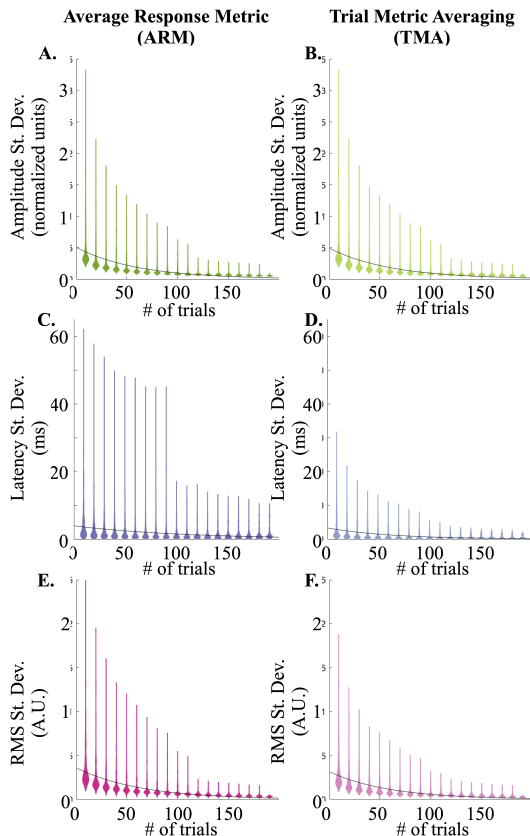 Average Response Metric
(ARM)
Trial Metric Averaging
(TMA)
A.
Amplitude St. Dev.
(normalized units)
3
2
1
0
0 50 100 150
# of trials
B.
Amplitude St. Dev.
(normalized units)
3
2
1
0
0 50 100 150
# of trials
C.
Latency St. Dev.
(ms)
60
40
20
0
0 50 100 150
# of trials
D.
Latency St. Dev.
(ms)
60
40
20
0
0 50 100 150
# of trials
E.
RMS St. Dev.
(A.U.)
2
1
0
0 50 100 150
# of trials
F.
RMS St. Dev.
(A.U.)
2
1
0
0 50 100 150
# of trials